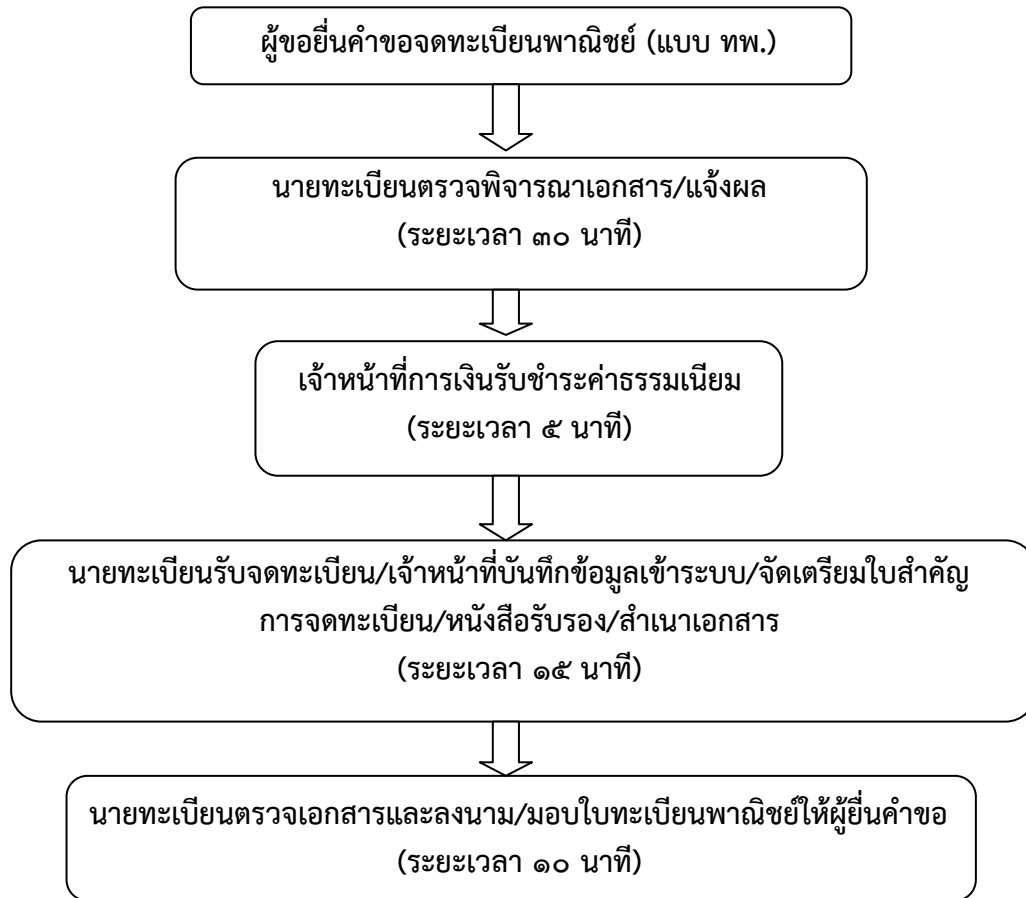 ผู้ขอยื่นคำขอจดทะเบียนพาณิชย์ (แบบ ทพ.)
นายทะเบียนตรวจพิจารณาเอกสาร/แจ้งผล
(ระยะเวลา ๓๐ นาที)
เจ้าหน้าที่การเงินรับชำระค่าธรรมเนียม
(ระยะเวลา ๕ นาที)
นายทะเบียนรับจดทะเบียน/เจ้าหน้าที่บันทึกข้อมูลเข้าระบบ/จัดเตรียมใบสำคัญ
การจดทะเบียน/หนังสือรับรอง/สำเนาเอกสาร
(ระยะเวลา ๑๕ นาที)
นายทะเบียนตรวจเอกสารและลงนาม/มอบใบทะเบียนพาณิชย์ให้ผู้ยื่นคำขอ
(ระยะเวลา ๑๐ นาที)